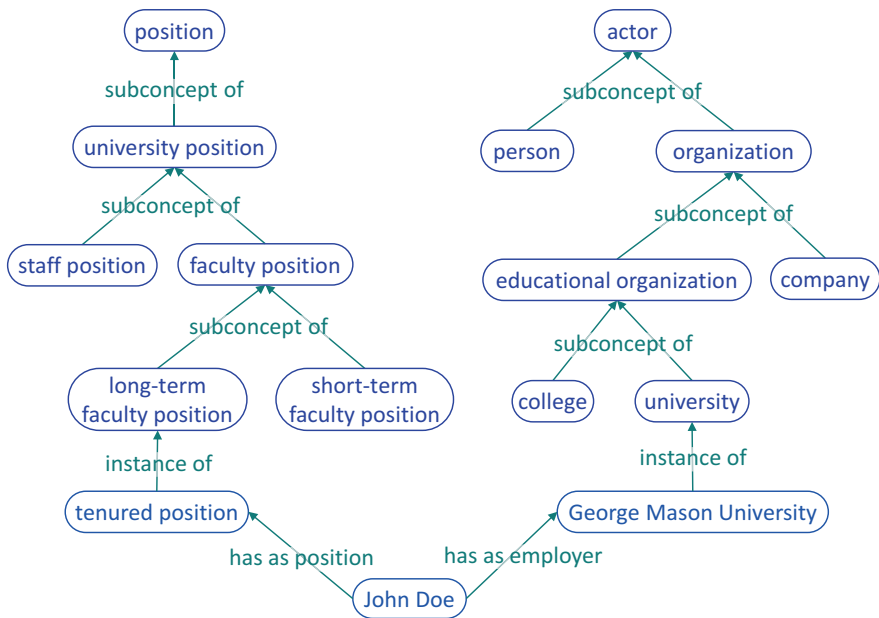 position
actor
subconcept of
subconcept of
university position
person
organization
subconcept of
subconcept of
staff position
faculty position
educational organization
company
subconcept of
subconcept of
long-term
faculty position
short-term
faculty position
college
university
instance of
instance of
tenured position
George Mason University
has as position
has as employer
John Doe